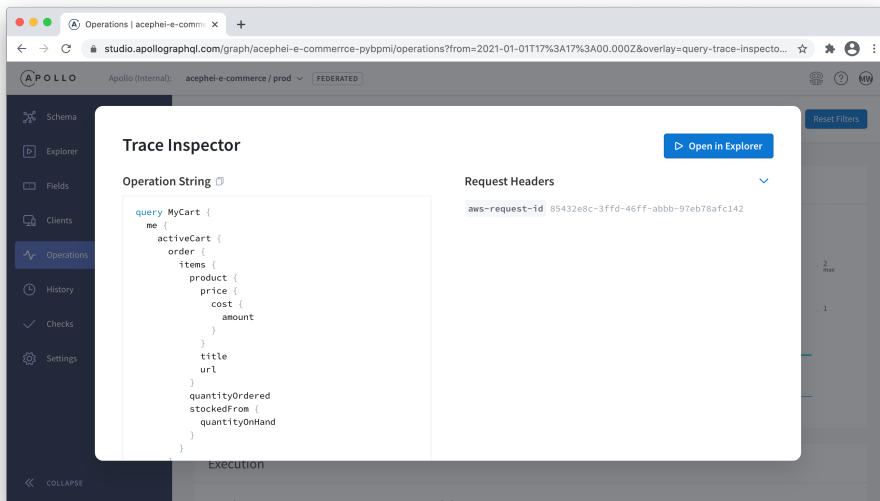 Operations | acephei-e-comme
studio.apollographql.com/graph/acephei-e-commerrce-pybpmi/operations?from=2021-01-01T17%3A17%3A00.000Z&overlay=query-trace-inspecto...
APOLLO
Apollo (Internal): acephei-e-commerce / prod FEDERATED
MW
Schema
Explorer
Fields
Clients
Operations
History
Checks
Settings
COLLAPSE
Reset Filters
Trace Inspector
Open in Explorer
Operation String
query MyCart {
me {
activeCart {
order {
items {
product {
price {
cost {
amount
}
}
title
url
}
quantityOrdered
stockedFrom {
quantityOnHand
}
}
}
Request Headers
aws-request-id 85432e8c-3ffd-46ff-abbb-97eb78afc142
2
max
1
Execution